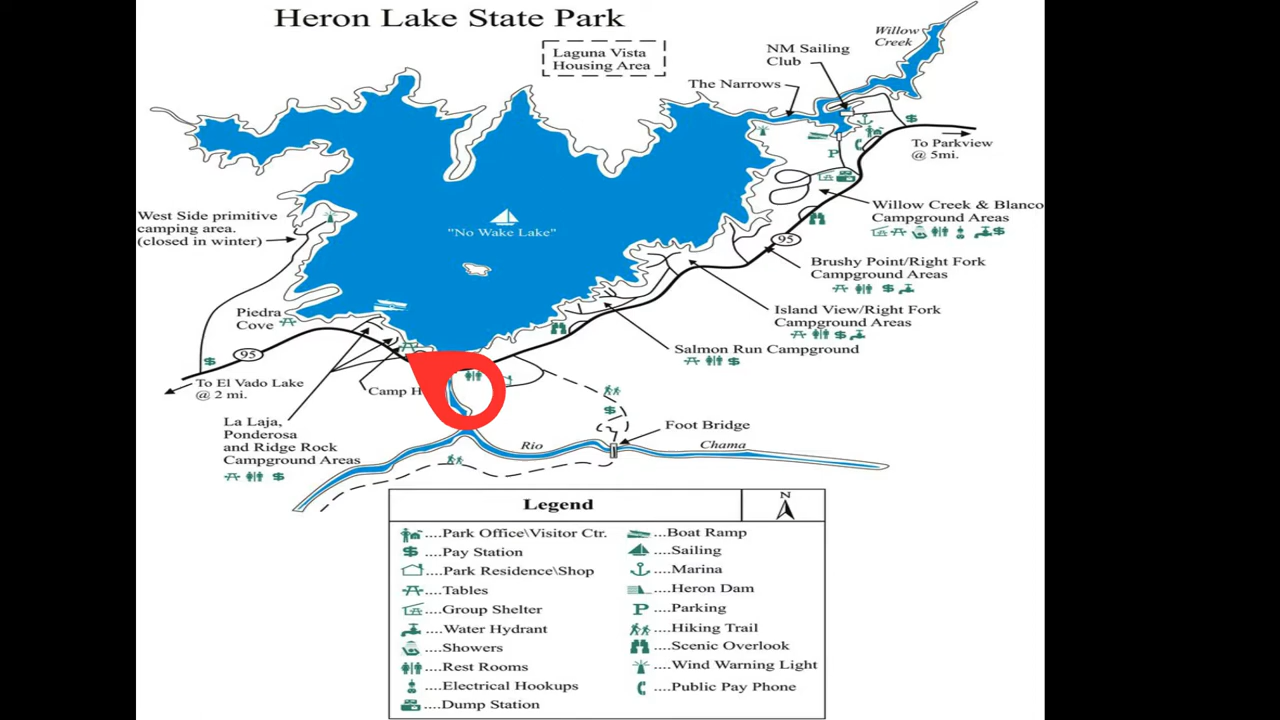 Heron Lake State Park
Willow
Creek
Laguna Vista
Housing Area
NM Sailing
Club
The Narrows
To Parkview
@ 5mi.
West Side primitive
camping area.
(closed in winter)
"No Wake Lake"
Willow Creek & Blanco
Campground Areas
95
Brushy Point/Right Fork
Campground Areas
Piedra
Cove
Island View/Right Fork
Campground Areas
95
Salmon Run Campground
To El Vado Lake
@ 2 mi.
Camp
La Laja,
Ponderosa
and Ridge Rock
Campground Areas
Foot Bridge
Rio
Chama
Legend
N
....Park Office\Visitor Ctr.
$ ....Pay Station
....Park Residence\Shop
....Tables
....Group Shelter
....Water Hydrant
....Showers
....Rest Rooms
....Electrical Hookups
....Dump Station
...Boat Ramp
....Sailing
....Marina
....Heron Dam
P ....Parking
....Hiking Trail
....Scenic Overlook
....Wind Warning Light
....Public Pay Phone